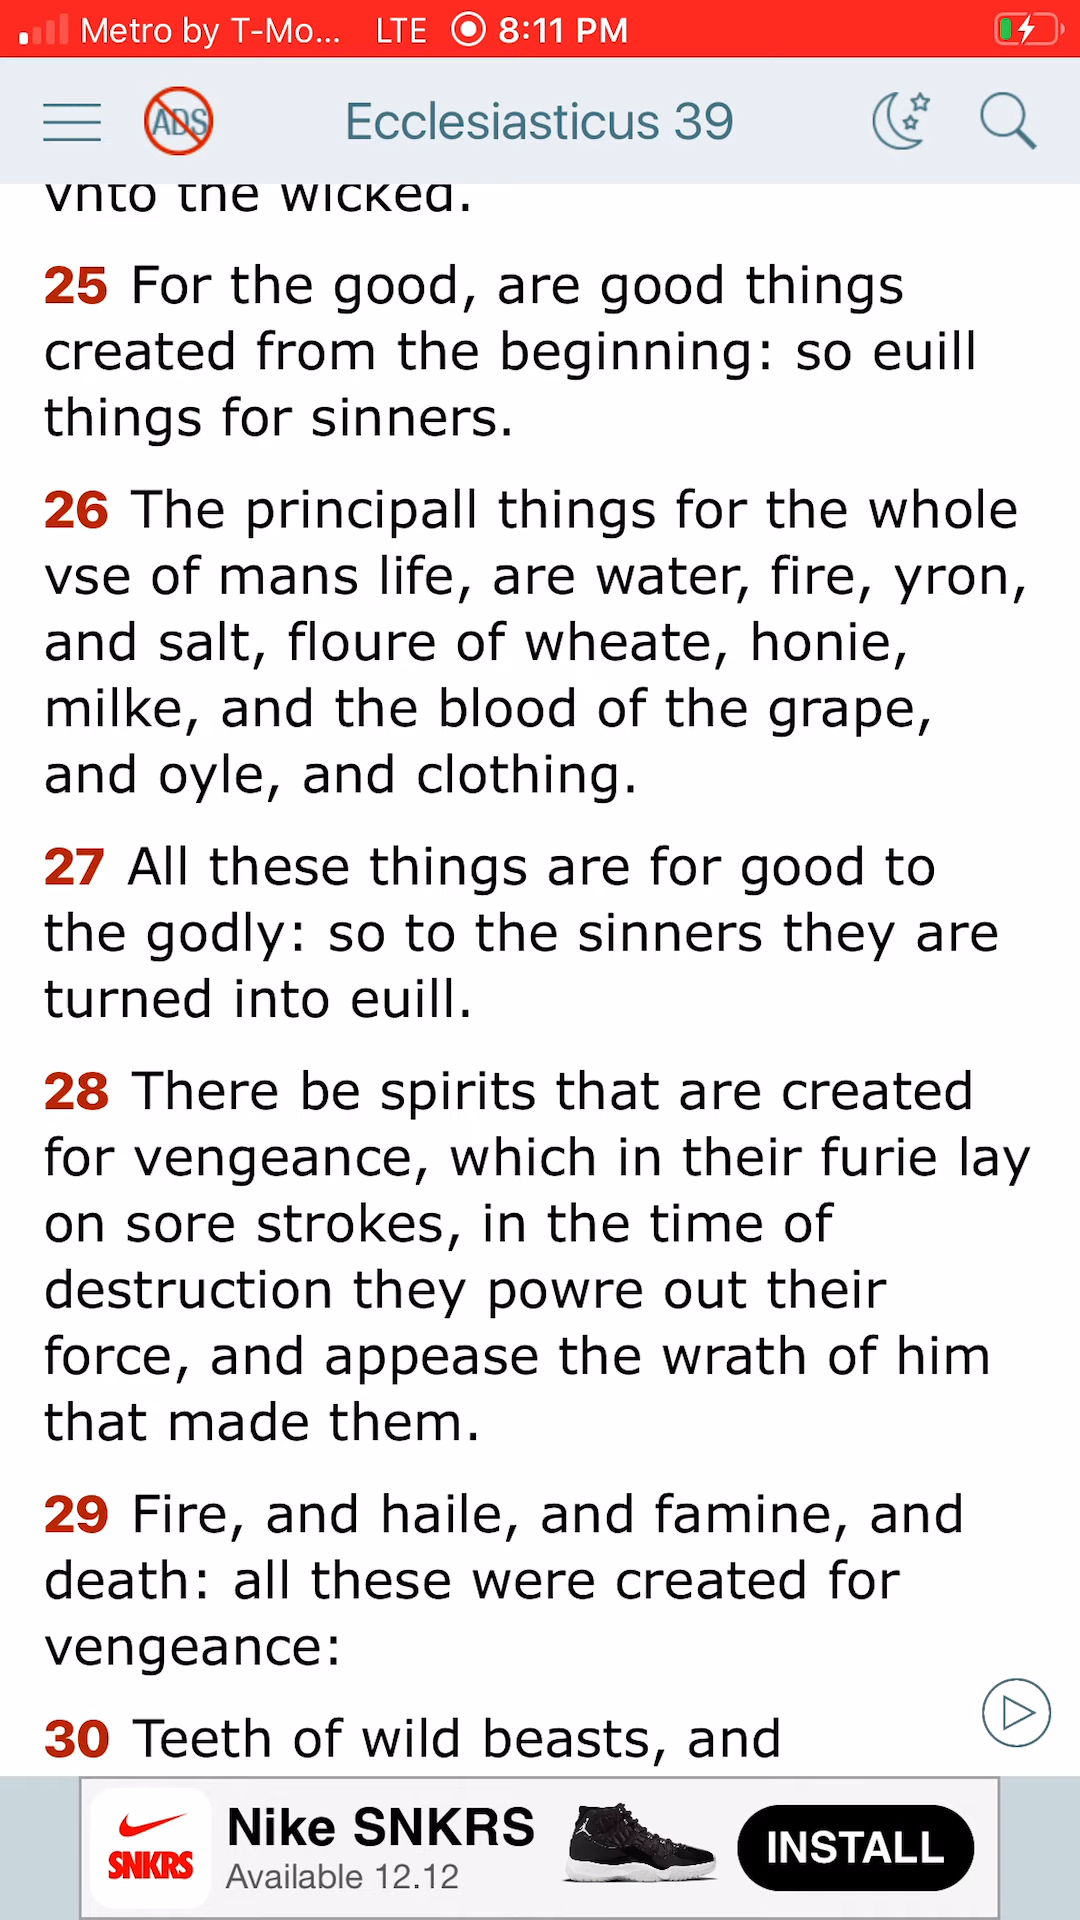 Metro by T-Mo... LTE 8:11 PM
ADS Ecclesiasticus 39
vnto the wicked.
25 For the good, are good things
created from the beginning: so euill
things for sinners.
26 The principall things for the whole
vse of mans life, are water, fire, yron,
and salt, floure of wheate, honie,
milke, and the blood of the grape,
and oyle, and clothing.
27 All these things are for good to
the godly: so to the sinners they are
turned into euill.
28 There be spirits that are created
for vengeance, which in their furie lay
on sore strokes, in the time of
destruction they powre out their
force, and appease the wrath of him
that made them.
29 Fire, and haile, and famine, and
death: all these were created for
vengeance:
30 Teeth of wild beasts, and
Nike SNKRS
SNKRS
Available 12.12
INSTALL